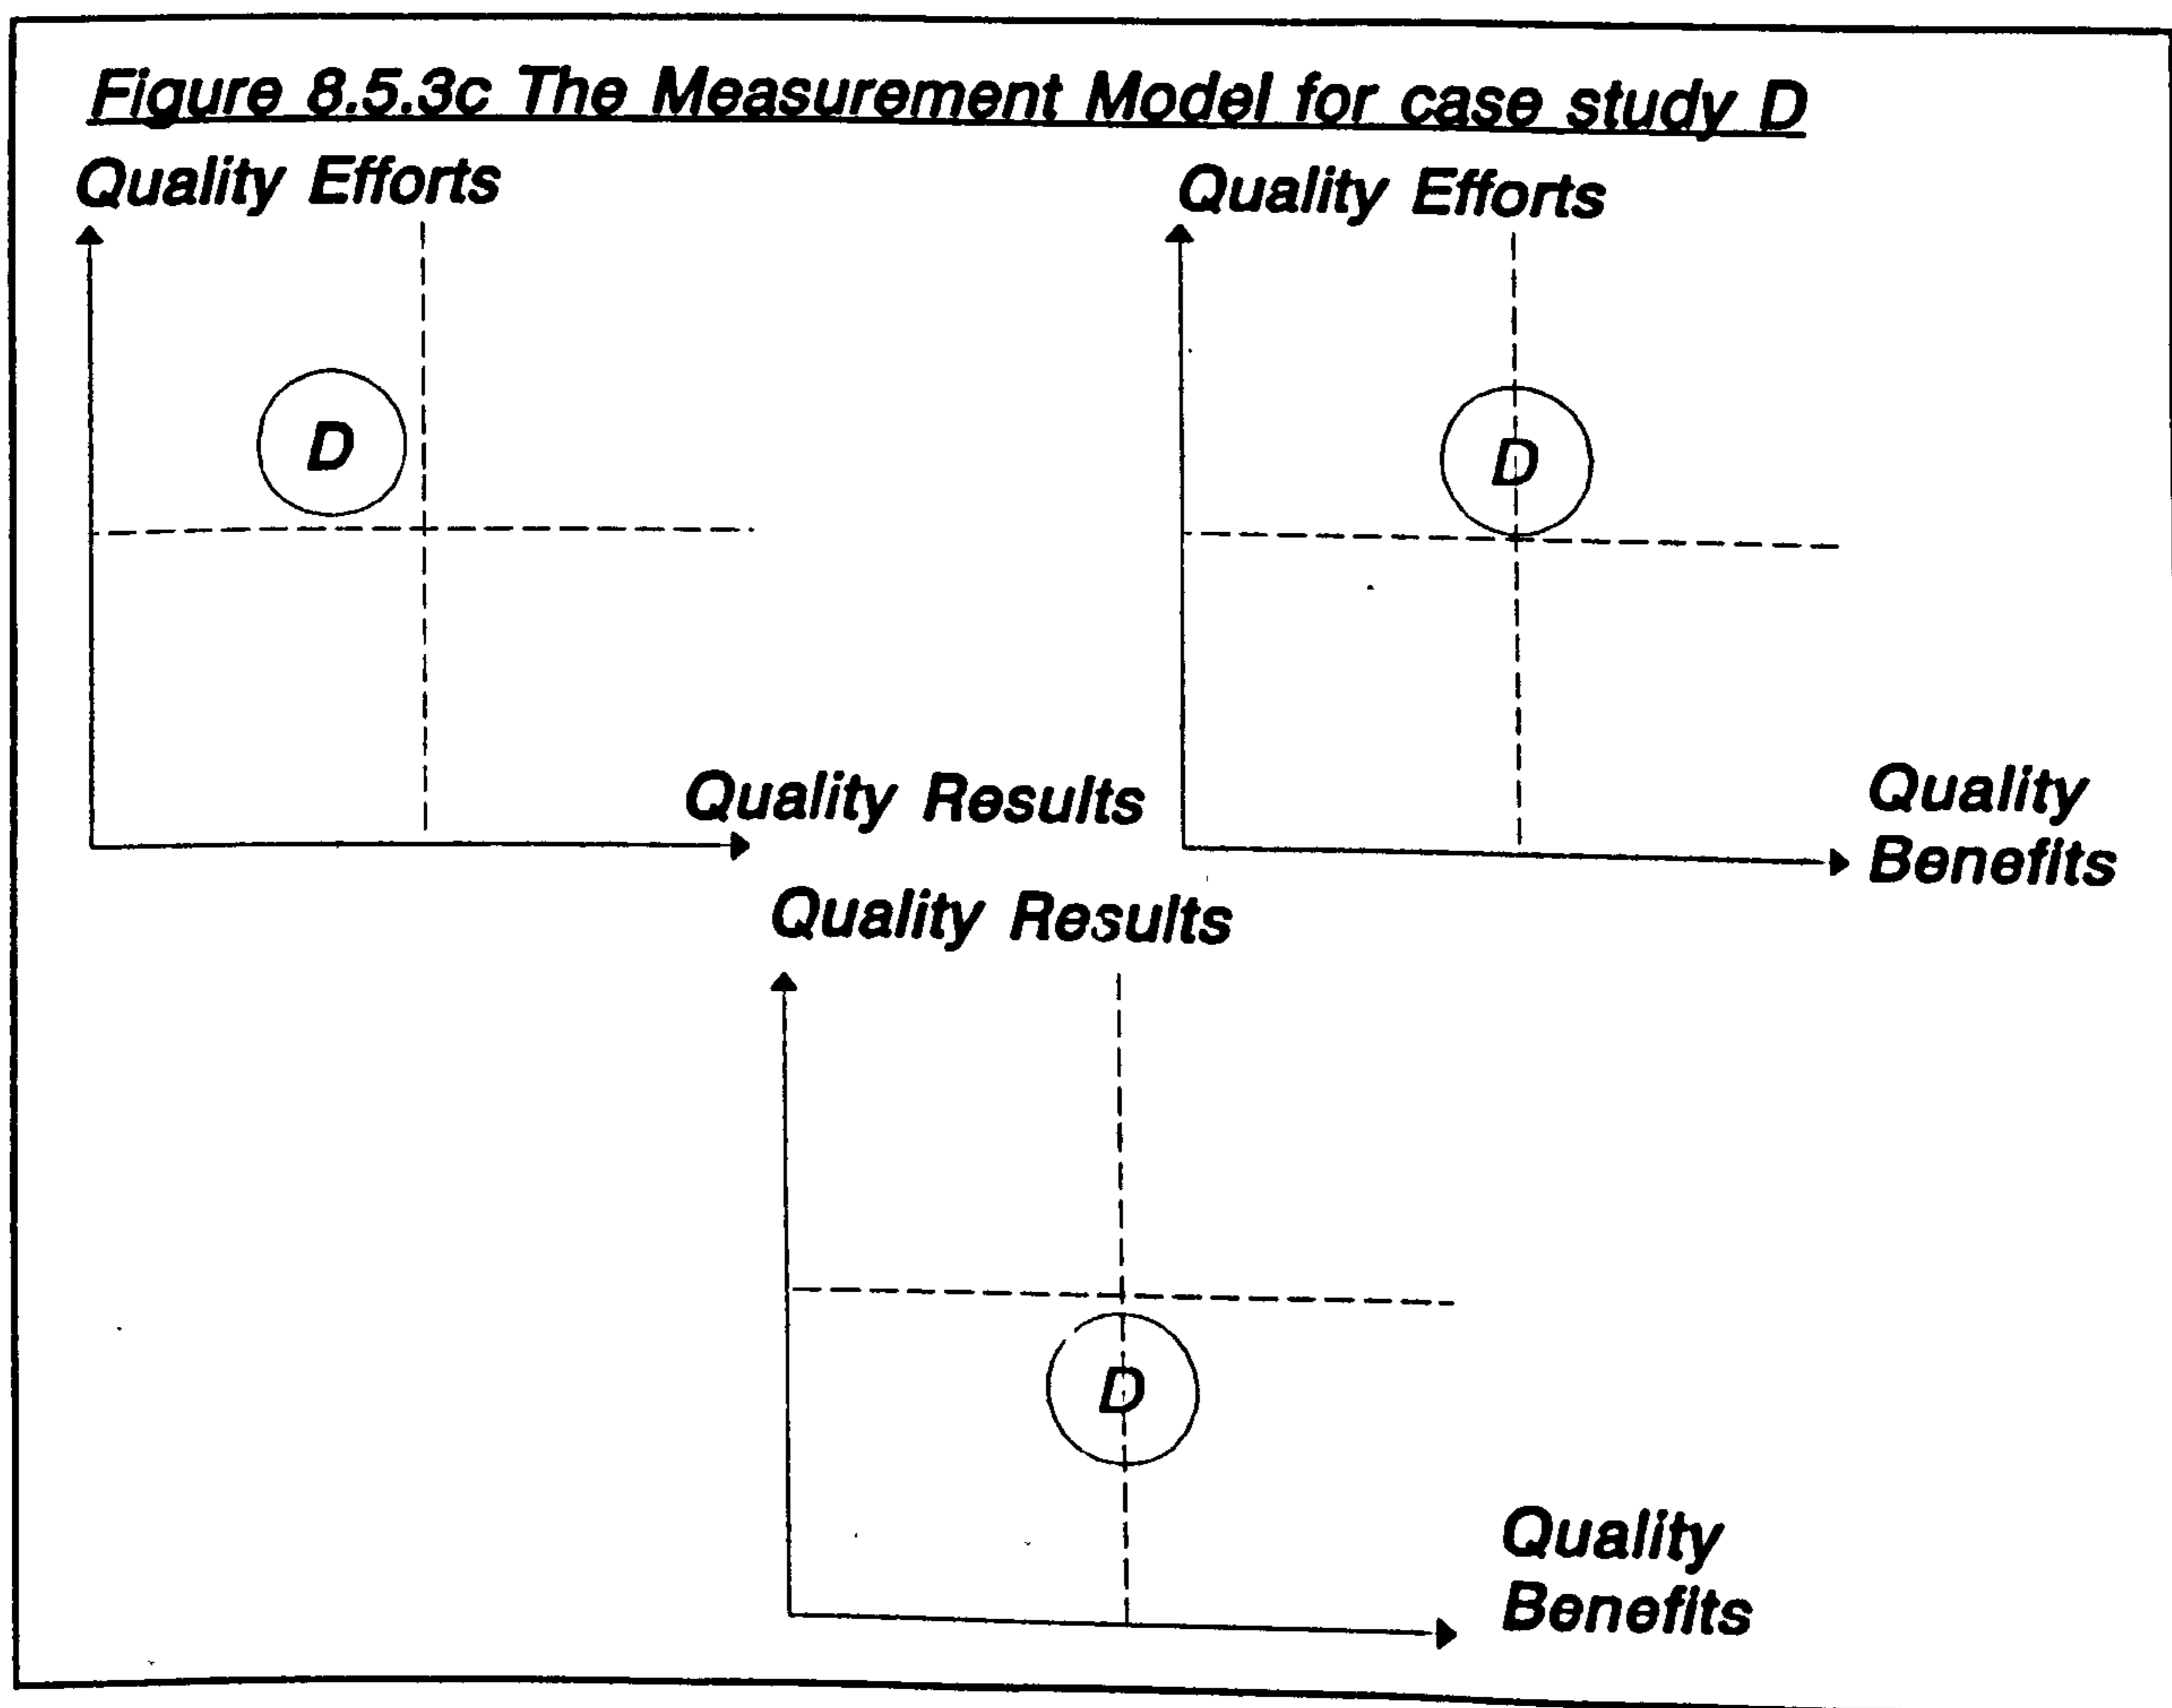 Figure 8.5.3c The Measurement Model for case study D
Quality Efforts
D
Quality Results
Quality Efforts
D
Quality
Benefits
Quality Results
D
Quality
Benefits